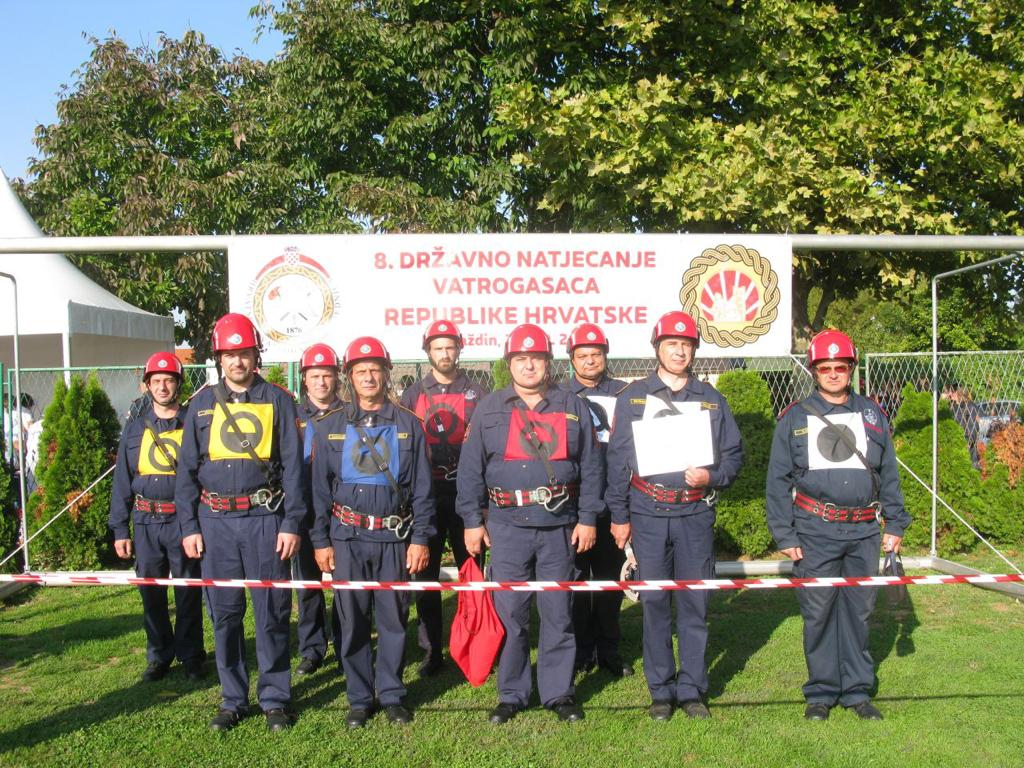 8. DRŽAVNO NATJECANJE
VATROGASACA
REPUBLIKE HRVATSKE
1876